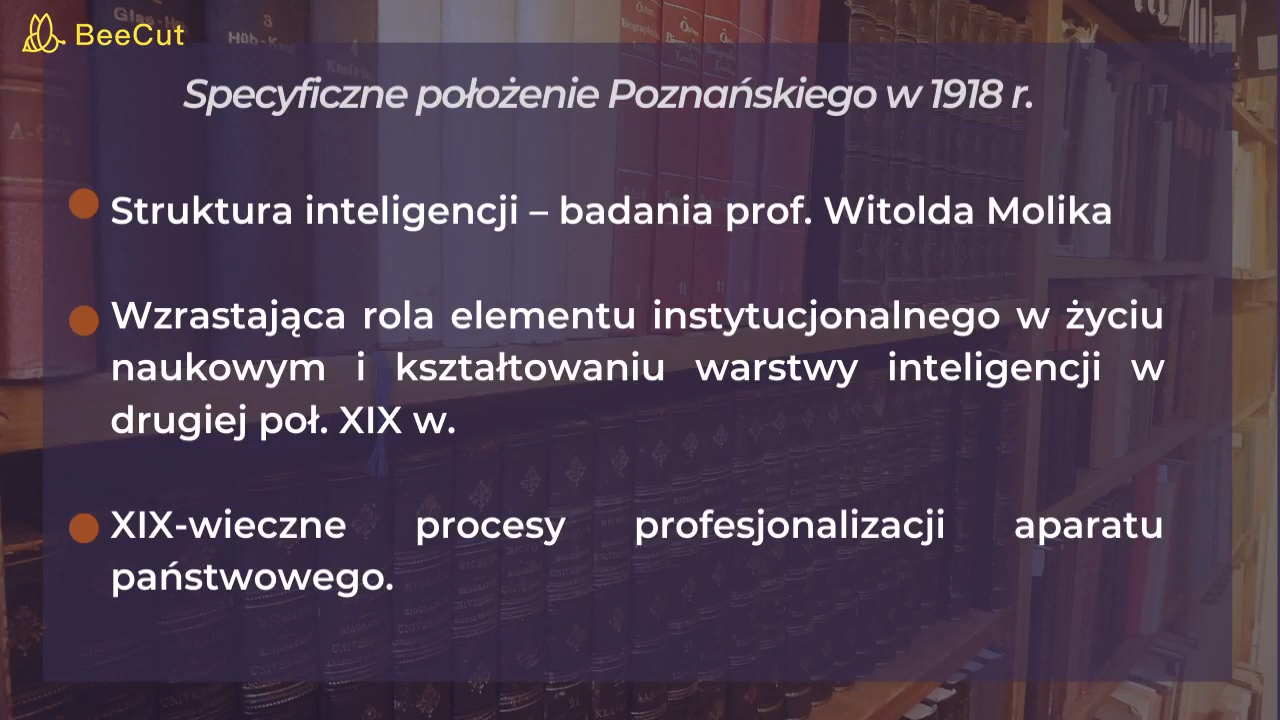 BeeCut
Specyficzne położenie Poznańskiego w 1918 r.
Struktura inteligencji – badania prof. Witolda Molika
Wzrastająca rola elementu instytucjonalnego w życiu
naukowym i kształtowaniu warstwy inteligencji w
drugiej poł. XIX w.
XIX-wieczne procesy profesjonalizacji aparatu
państwowego.